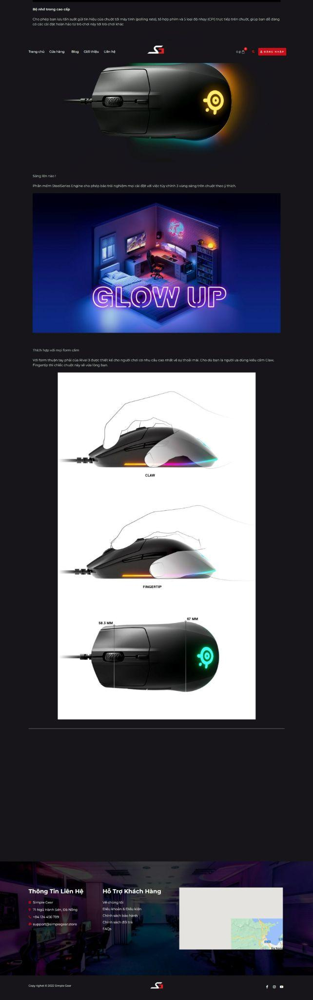 Bộ nhớ trong cao cấp
Cho phép bạn lưu tần suất gửi tín hiệu của chuột tới máy tính (polling rate), tổ hợp phím và 5 loại độ nhạy (CPI) trực tiếp trên chuột, giúp bạn dễ dàng
có các cài đặt hoàn hảo từ trò chơi này tới trò chơi khác
Trang chủ Cửa hàng Blog Giới thiệu Liên hệ
SG
0 ₫ 0 ĐĂNG NHẬP
Sáng lên nào !
Phần mềm SteelSeries Engine cho phép bảo trải nghiệm mọi cài đặt với việc tùy chỉnh 3 vùng sáng trên chuột theo ý thích.
GLOW UP
Thích hợp với mọi form cầm
Với form thuận tay phải của Rival 3 được thiết kế cho người chơi có nhu cầu cao nhất về sự thoải mái. Cho dù bạn là người ưa dùng kiểu cầm Claw,
Fingertip thì chiếc chuột này sẽ vừa lòng bạn.
CLAW
FINGERTIP
58.3 MM
67 MM
Thông Tin Liên Hệ
Simple Gear
71 Ngũ Hành Sơn, Đà Nẵng
+84 124 456 789
support@simplegear.store
Hỗ Trợ Khách Hàng
Về chúng tôi
Điều khoản & Điều kiện
Chính sách bảo hành
Chính sách đổi trả
FAQs
Da Nang
Copy righet © 2022 Simple Gear
SG